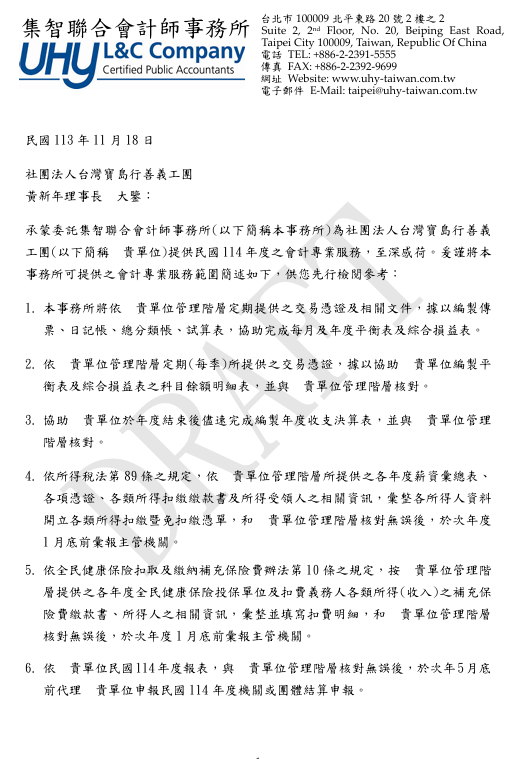 集智聯合會計師事務所
UHY L&C Company
Certified Public Accountants
台北市 100009 北平東路 20 號 2 樓之 2
Suite 2, 2nd Floor, No. 20, Beiping East Road,
Taipei City 100009, Taiwan, Republic Of China
電話 TEL: +886-2-2391-5555
傳真 FAX: +886-2-2392-9699
網址 Website: www.uhy-taiwan.com.tw
電子郵件 E-Mail: taipei@uhy-taiwan.com.tw
民國 113 年 11 月 18 日
社團法人台灣寶島行善義工團
黃新年理事長 大鑒：
承蒙委託集智聯合會計師事務所(以下簡稱本事務所)為社團法人台灣寶島行善義
工團(以下簡稱 貴單位)提供民國 114 年度之會計專業服務，至深感荷。爰謹將本
事務所可提供之會計專業服務範圍簡述如下，供您先行檢閱參考：
1. 本事務所將依 貴單位管理階層定期提供之交易憑證及相關文件，據以編製傳
票、日記帳、總分類帳、試算表，協助完成每月及年度平衡表及綜合損益表。
2. 依 貴單位管理階層定期(每季)所提供之交易憑證，據以協助 貴單位編製平
衡表及綜合損益表之科目餘額明細表，並與 貴單位管理階層核對。
3. 協助 貴單位於年度結束後儘速完成編製年度收支決算表，並與 貴單位管理
階層核對。
4. 依所得稅法第 89 條之規定，依 貴單位管理階層所提供之各年度薪資彙總表、
各項憑證、各類所得扣繳繳款書及所得受領人之相關資訊，彙整各所得人資料
開立各類所得扣繳暨免扣繳憑單，和 貴單位管理階層核對無誤後，於次年度
1 月底前彙報主管機關。
5. 依全民健康保險扣取及繳納補充保險費辦法第 10 條之規定，按 貴單位管理階
層提供之各年度全民健康保險投保單位及扣費義務人各類所得(收入)之補充保
險費繳款書、所得人之相關資訊，彙整並填寫扣費明細，和 貴單位管理階層
核對無誤後，於次年度 1 月底前彙報主管機關。
6. 依 貴單位民國114年度報表，與 貴單位管理階層核對無誤後，於次年5月底
前代理 貴單位申報民國 114 年度機關或團體結算申報。
DRAFT